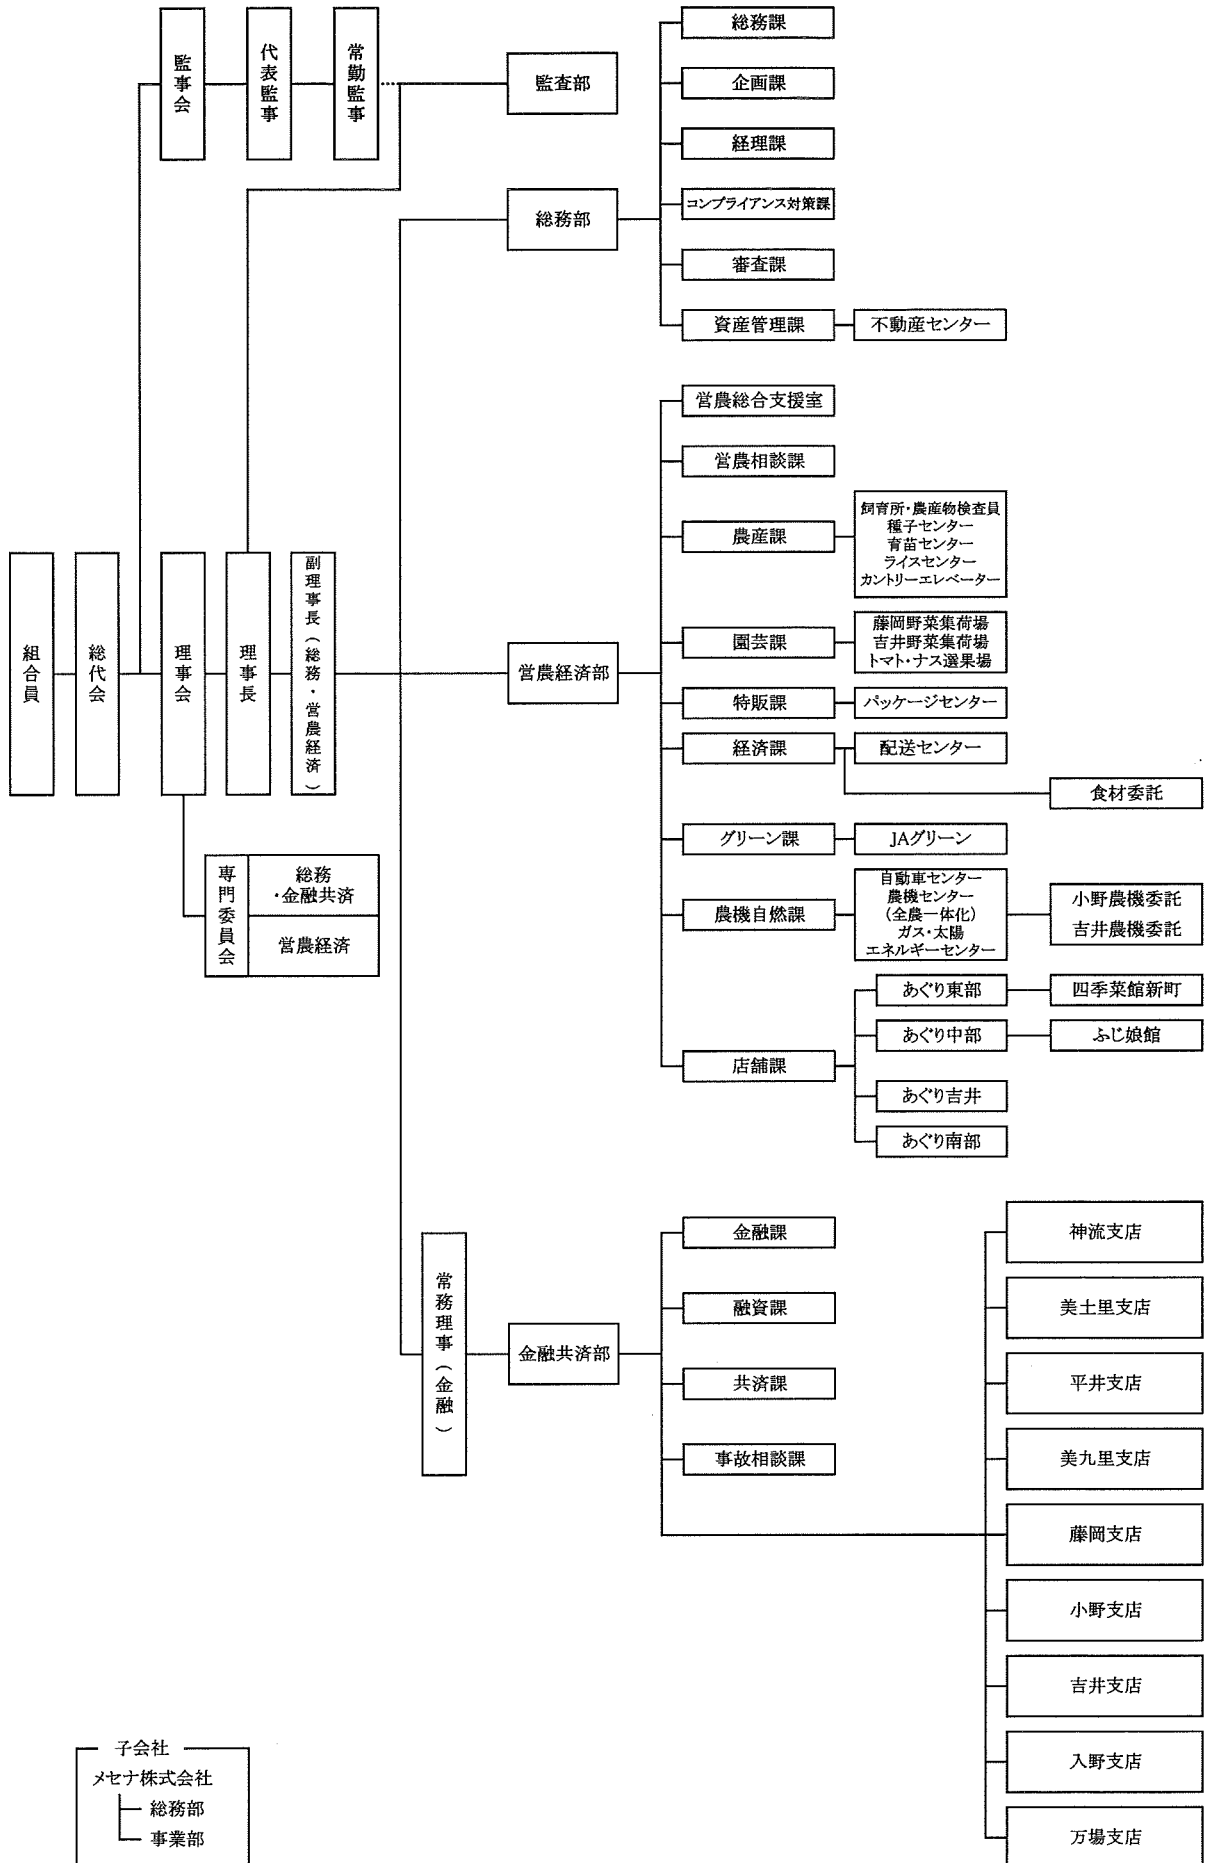 監事会
代表監事
常勤監事
監査部
総務課
企画課
経理課
総務部
コンプライアンス対策課
審査課
資産管理課
不動産センター
組合員
総代会
理事会
理事長
副理事長（総務・営農経済）
専門委員会
総務
・金融共済
営農経済
営農経済部
営農総合支援室
営農相談課
農産課
飼育所・農産物検査員
種子センター
育苗センター
ライスセンター
カントリーエレベーター
園芸課
藤岡野菜集荷場
吉井野菜集荷場
トマト・ナス選果場
特販課
パッケージセンター
経済課
配送センター
食材委託
グリーン課
JAグリーン
農機自燃課
自動車センター
農機センター
(全農一体化)
ガス・太陽
エネルギーセンター
小野農機委託
吉井農機委託
店舗課
あぐり東部
四季菜館新町
あぐり中部
ふじ娘館
あぐり吉井
あぐり南部
常務理事（金融）
金融共済部
金融課
融資課
共済課
事故相談課
神流支店
美土里支店
平井支店
美九里支店
藤岡支店
小野支店
吉井支店
入野支店
万場支店
子会社
メセナ株式会社
総務部
事業部